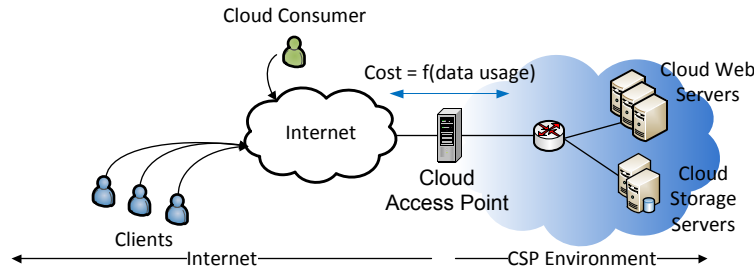 Cloud Consumer
Cost = f(data usage)
Cloud Web
Servers
Internet
Cloud
Access Point
Cloud
Storage
Servers
Clients
Internet
CSP Environment